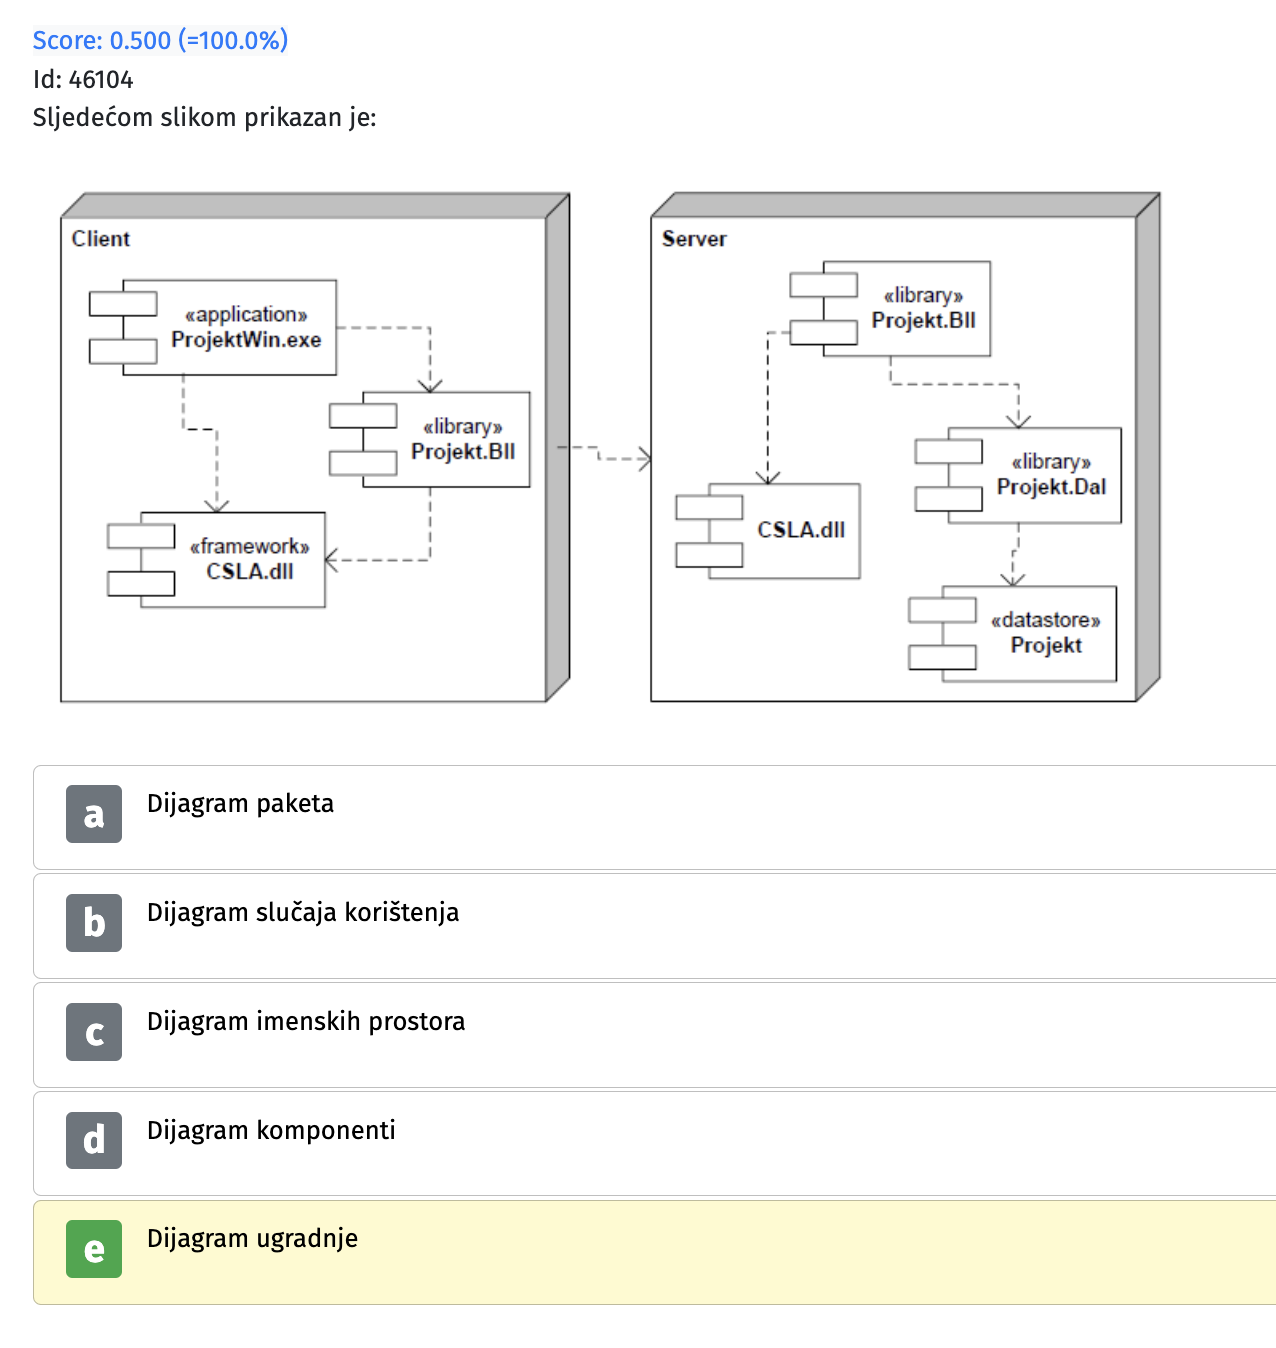 Score: 0.500 (=100.0%)
Id: 46104
Sljedećom slikom prikazan je:
Client
«application»
ProjektWin.exe
«library»
Projekt.Bll
«framework»
CSLA.dll
Server
«library»
Projekt.Bll
«library»
Projekt.Dal
CSLA.dll
«datastore»
Projekt
a Dijagram paketa
b Dijagram slučaja korištenja
c Dijagram imenskih prostora
d Dijagram komponenti
e Dijagram ugradnje